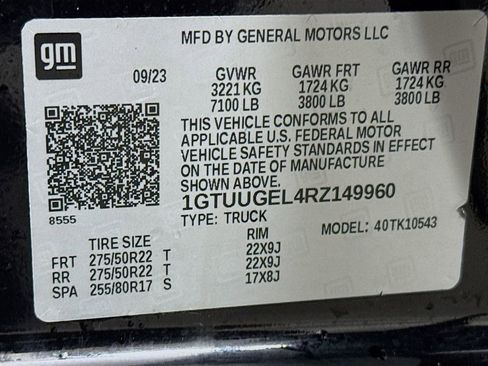 gm
MFD BY GENERAL MOTORS LLC
09/23 GVWR GAWR FRT GAWR RR
3221 KG 1724 KG 1724 KG
7100 LB 3800 LB 3800 LB
THIS VEHICLE CONFORMS TO ALL
APPLICABLE U.S. FEDERAL MOTOR
VEHICLE SAFETY STANDARDS IN EFFECT
ON THE DATE OF MANUFACTURE
SHOWN ABOVE.
8555
1GTUUGEL4RZ149960
TYPE: TRUCK MODEL: 40TK10543
TIRE SIZE RIM
FRT 275/50R22 T 22X9J
RR 275/50R22 T 22X9J
SPA 255/80R17 S 17X8J